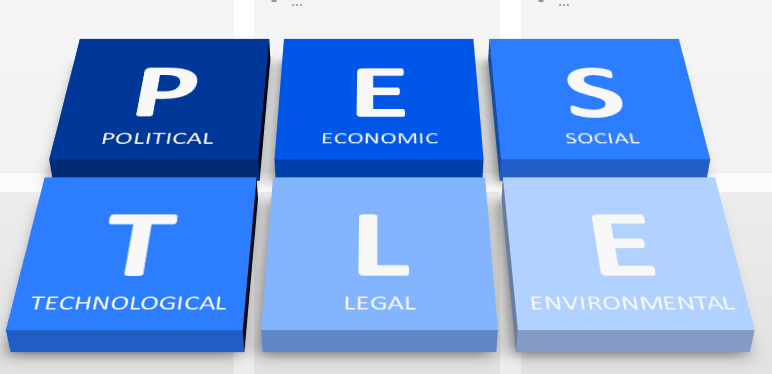 ...
...
P
POLITICAL
E
ECONOMIC
S
SOCIAL
T
TECHNOLOGICAL
L
LEGAL
E
ENVIRONMENTAL